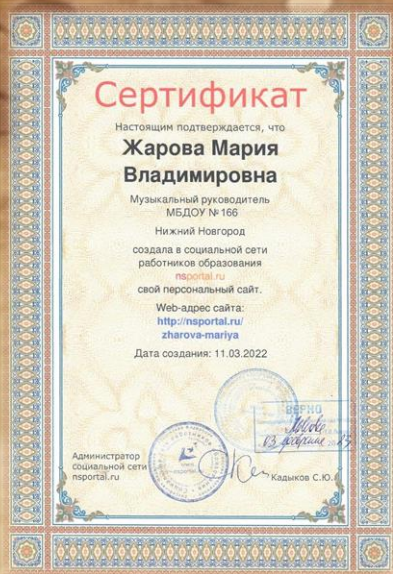 Сертификат
Настоящим подтверждается, что
Жарова Мария
Владимировна
Музыкальный руководитель
МБДОУ № 166
Нижний Новгород
создала в социальной сети
работников образования
nsportal.ru
свой персональный сайт.
Web-адрес сайта:
http://nsportal.ru/
zharova-mariya
Дата создания: 11.03.2022
ВЕРНО
Администратор
социальной сети
nsportal.ru
Кадыков С.Ю.